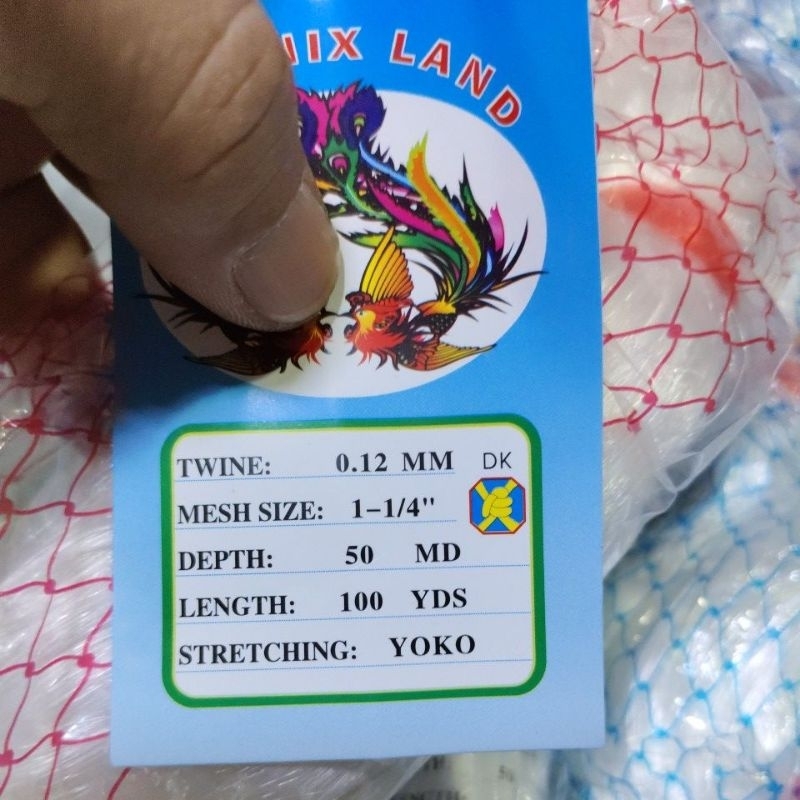 NIX LAND
TWINE: 0.12 MM DK
MESH SIZE: 1-1/4"
DEPTH: 50 MD
LENGTH: 100 YDS
STRETCHING: YOKO